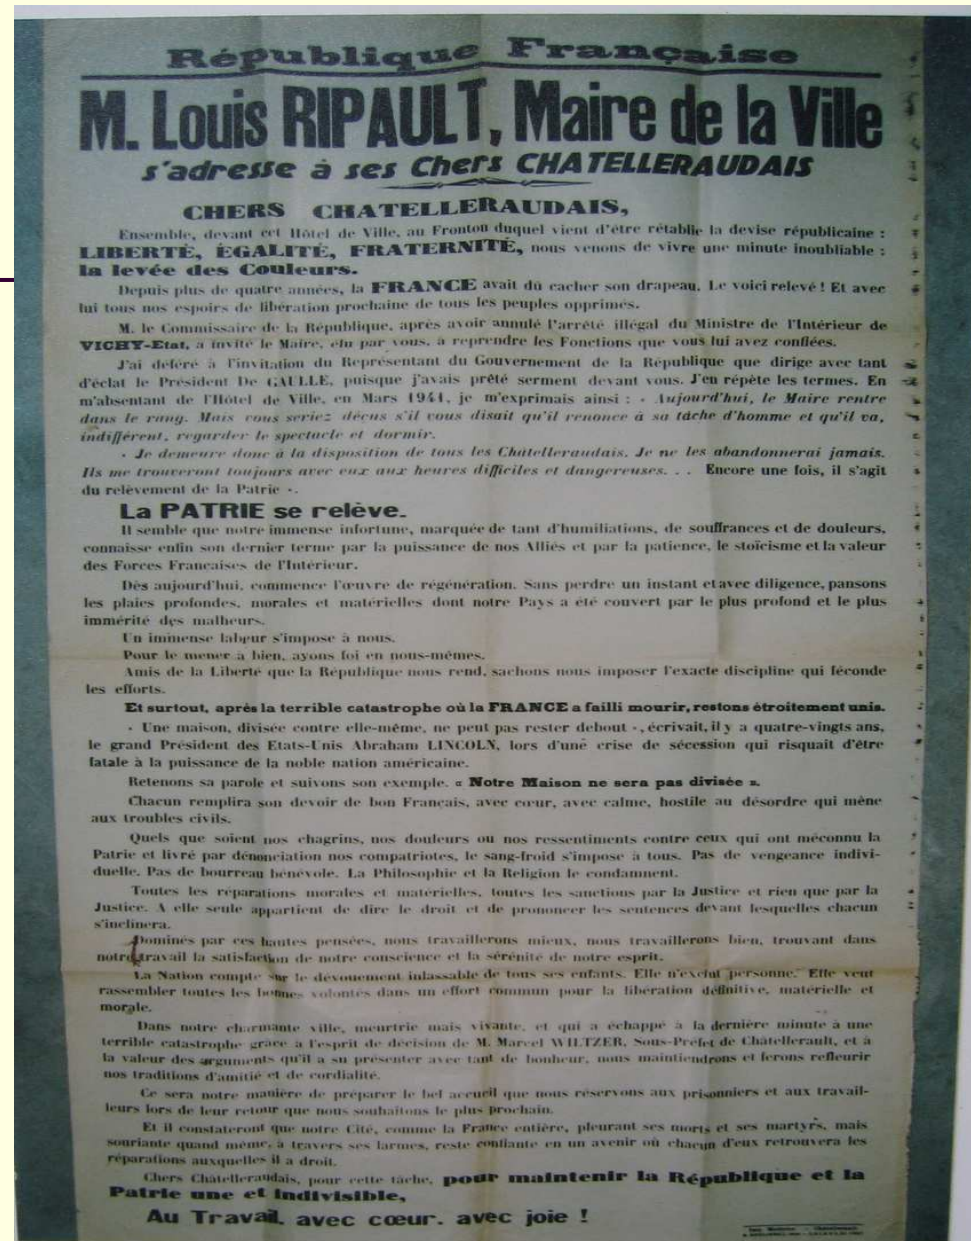 République Française
M. Louis RIPAULT, Maire de la Ville
s'adresse à ses Chers CHATELLERAUDAIS
CHERS CHATELLERAUDAIS,
Ensemble, devant cet Hôtel de Ville, au Fronton duquel vient d'être rétablie la devise républicaine :
LIBERTÉ, ÉGALITÉ, FRATERNITÉ, nous venons de vivre une minute inoubliable :
la levée des Couleurs.
Depuis plus de quatre années, la FRANCE avait dû cacher son drapeau. Le voici relevé ! Et avec
lui tous nos espoirs de libération prochaine de tous les peuples opprimés.
M. le Commissaire de la République, après avoir annulé l'arrêté illégal du Ministre de l'Intérieur de
VICHY-Etat, a invité le Maire, élu par vous, à reprendre les Fonctions que vous lui avez confiées.
J'ai déféré à l'invitation du Représentant du Gouvernement de la République que dirige avec tant
d'éclat le Président De GAULLE, puisque j'avais prêté serment devant vous. J'en répète les termes. En
m'absentant de l'Hôtel de Ville, en Mars 1941, je m'exprimais ainsi : « Aujourd'hui, le Maire rentre
dans le rang. Mais vous seriez déçus s'il vous disait qu'il renonce à sa tâche d'homme et qu'il va,
indifférent, regarder le spectacle et dormir.
« Je demeure donc à la disposition de tous les Châtelleraudais. Je ne les abandonnerai jamais.
Ils me trouveront toujours avec eux aux heures difficiles et dangereuses. . . Encore une fois, il s'agit
du relèvement de la Patrie ».
La PATRIE se relève.
Il semble que notre immense infortune, marquée de tant d'humiliations, de souffrances et de douleurs,
connaisse enfin son dernier terme par la puissance de nos Alliés et par la patience, le stoïcisme et la valeur
des Forces Françaises de l'Intérieur.
Dès aujourd'hui, commence l'œuvre de régénération. Sans perdre un instant et avec diligence, pansons
les plaies profondes, morales et matérielles dont notre Pays a été couvert par le plus profond et le plus
immérité des malheurs.
Un immense labeur s'impose à nous.
Pour le mener à bien, ayons foi en nous-mêmes.
Amis de la Liberté que la République nous rend, sachons nous imposer l'exacte discipline qui féconde
les efforts.
Et surtout, après la terrible catastrophe où la FRANCE a failli mourir, restons étroitement unis.
« Une maison, divisée contre elle-même, ne peut pas rester debout », écrivait, il y a quatre-vingts ans,
le grand Président des Etats-Unis Abraham LINCOLN, lors d'une crise de sécession qui risquait d'être
fatale à la puissance de la noble nation américaine.
Retenons sa parole et suivons son exemple. « Notre Maison ne sera pas divisée ».
Chacun remplira son devoir de bon Français, avec cœur, avec calme, hostile au désordre qui mène
aux troubles civils.
Quels que soient nos chagrins, nos douleurs ou nos ressentiments contre ceux qui ont méconnu la
Patrie et livré par dénonciation nos compatriotes, le sang-froid s'impose à tous. Pas de vengeance indivi-
duelle. Pas de bourreau bénévole. La Philosophie et la Religion le condamnent.
Toutes les réparations morales et matérielles, toutes les sanctions par la Justice et rien que par la
Justice. A elle seule appartient de dire le droit et de prononcer les sentences devant lesquelles chacun
s'inclinera.
Dominés par ces hautes pensées, nous travaillerons mieux, nous travaillerons bien, trouvant dans
notre travail la satisfaction de notre conscience et la sérénité de notre esprit.
La Nation compte sur le dévouement inlassable de tous ses enfants. Elle n'exclut personne. Elle veut
rassembler toutes les bonnes volontés dans un effort commun pour la libération définitive, matérielle et
morale.
Dans notre charmante ville, meurtrie mais vivante, et qui a échappé à la dernière minute à une
terrible catastrophe grâce à l'esprit de décision de M. Marcel WILTZER, Sous-Préfet de Châtellerault, et à
la valeur des arguments qu'il a su présenter avec tant de bonheur, nous maintiendrons et ferons refleurir
nos traditions d'amitié et de cordialité.
Ce sera notre manière de préparer le bel accueil que nous réservons aux prisonniers et aux travail-
leurs lors de leur retour que nous souhaitons le plus prochain.
Et il constateront que notre Cité, comme la France entière, pleurant ses morts et ses martyrs, mais
souriante quand même, à travers ses larmes, reste confiante en un avenir où chacun d'eux retrouvera les
réparations auxquelles il a droit.
Chers Châtelleraudais, pour cette tâche, pour maintenir la République et la
Patrie une et indivisible,
Au Travail, avec cœur, avec joie !